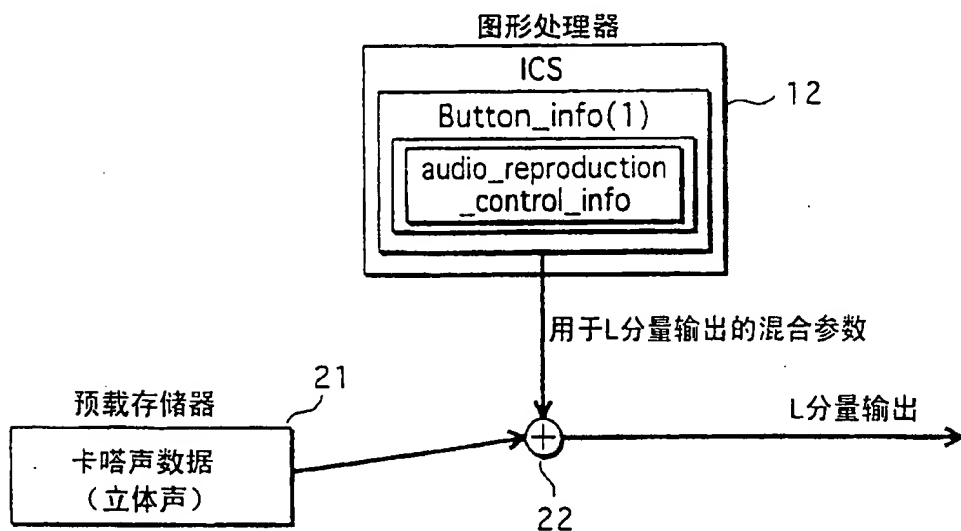 图形处理器
ICS
12
Button_info(1)
audio_reproduction
_control_info
用于L分量输出的混合参数
21
预载存储器
L分量输出
卡嗒声数据
(立体声)
22